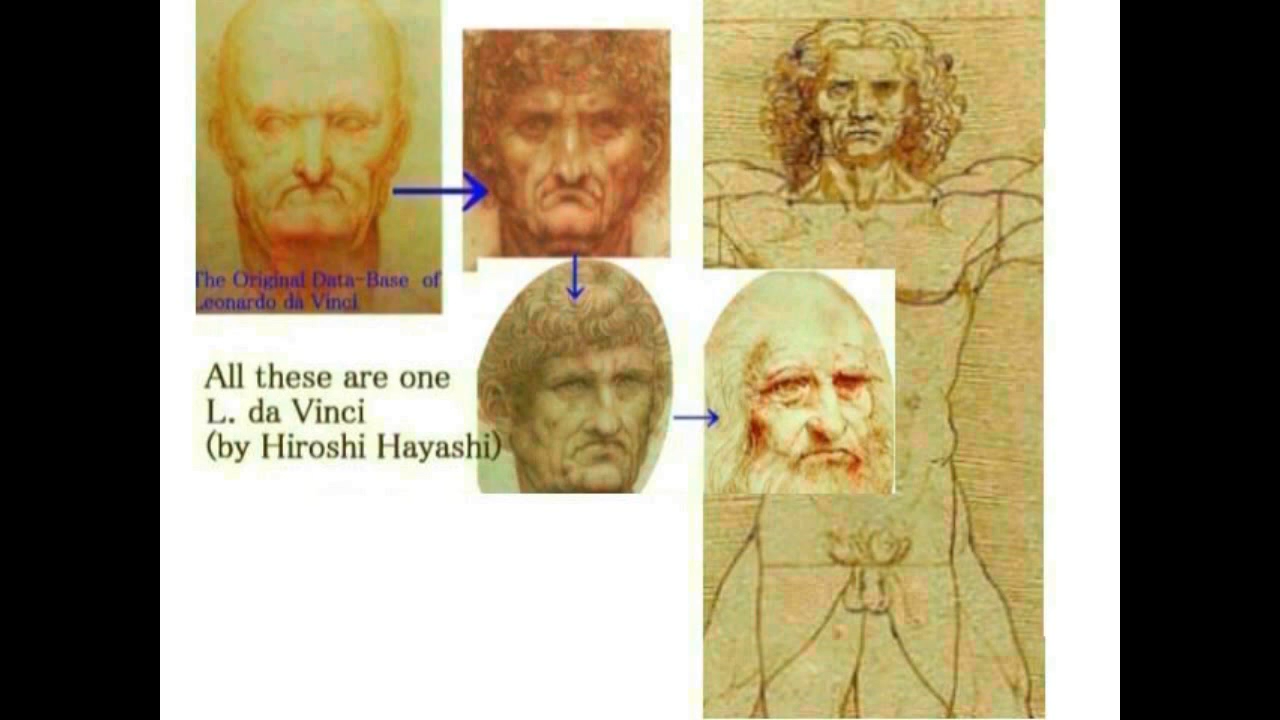 The Original Data-Base of
Leonardo da Vinci
All these are one
L. da Vinci
(by Hiroshi Hayashi)